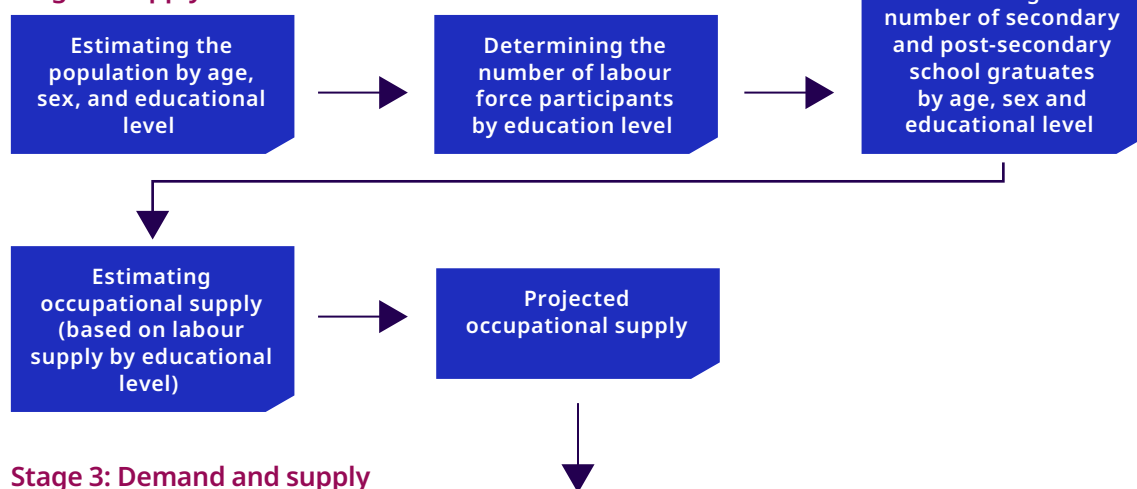 Estimating the
population by age,
sex, and educational
level
Determining the
number of labour
force participants
by education level
number of secondary
and post-secondary
school gratuates
by age, sex and
educational level
Estimating
occupational supply
(based on labour
supply by educational
level)
Projected
occupational supply
Stage 3: Demand and supply